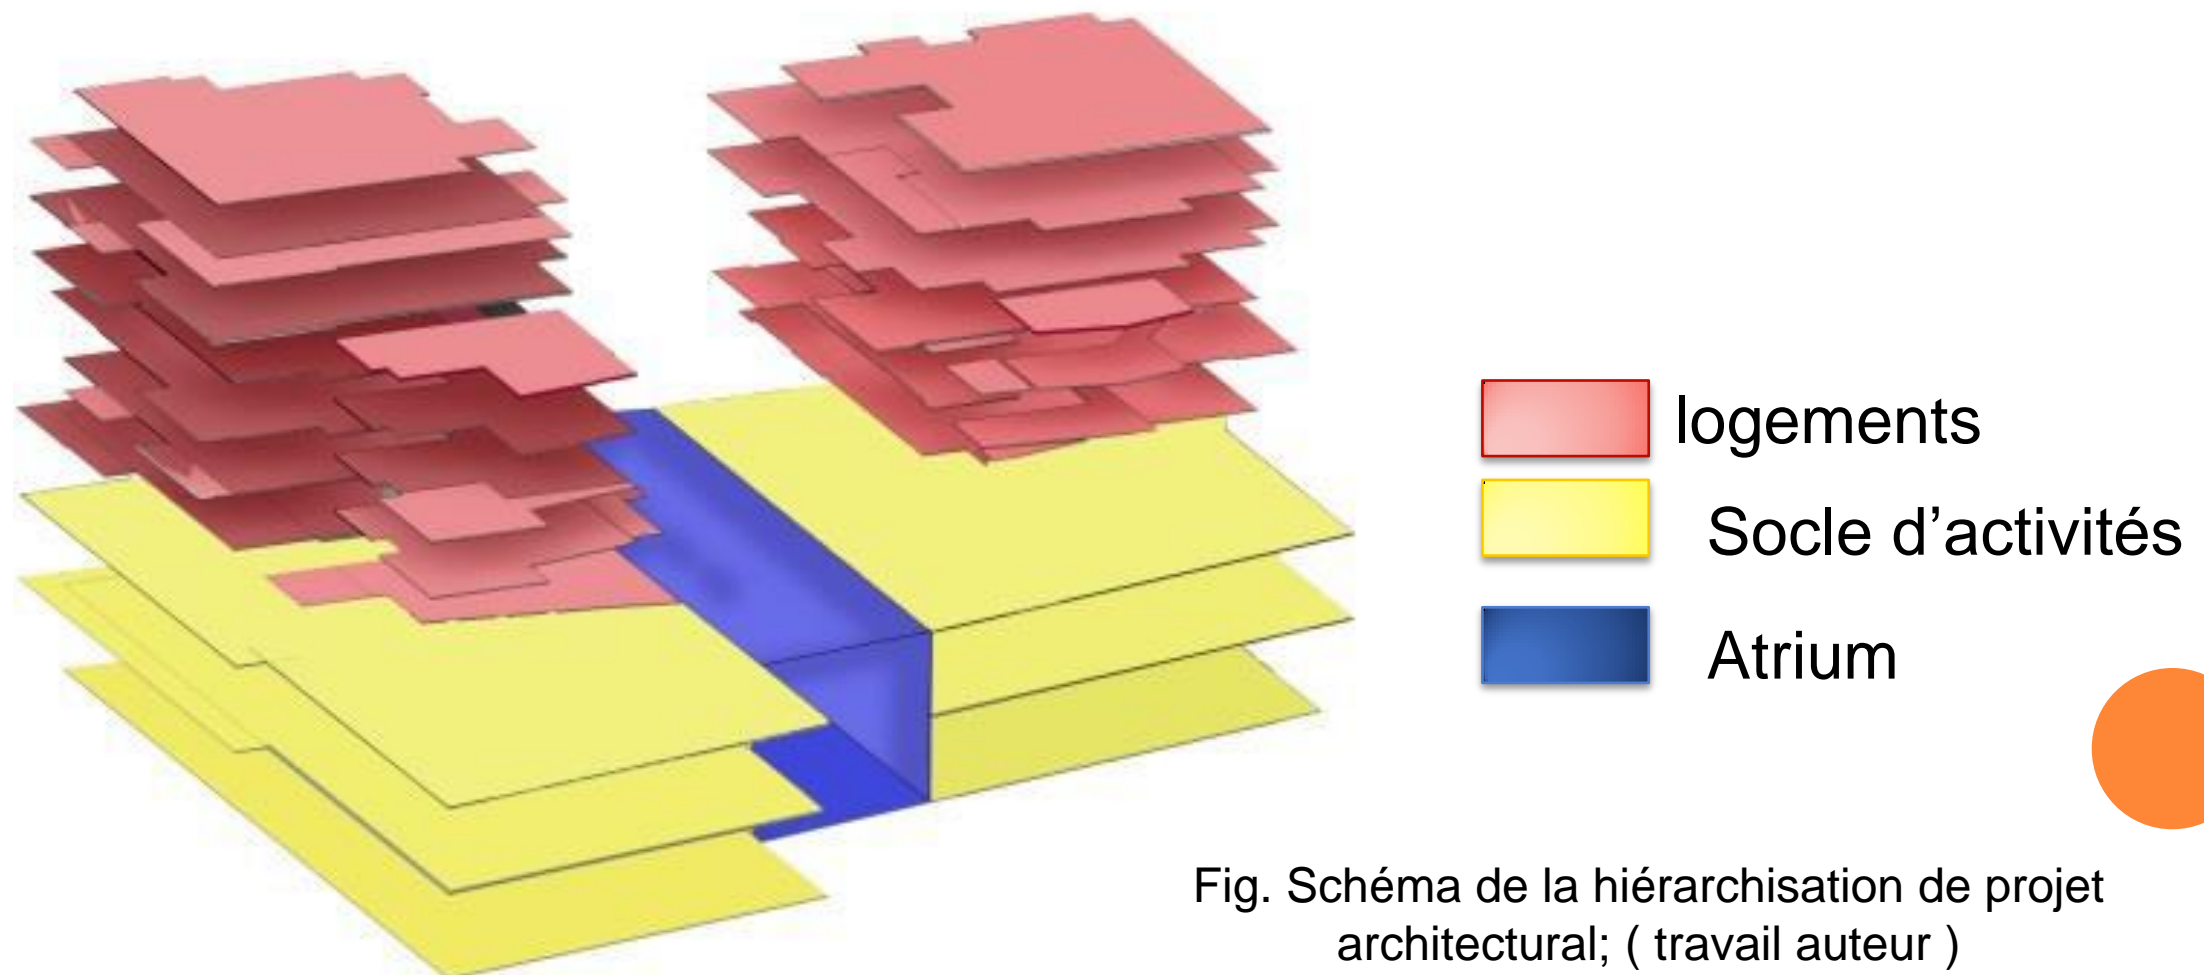 logements
Socle d’activités
Atrium
Fig. Schéma de la hiérarchisation de projet
architectural; ( travail auteur )